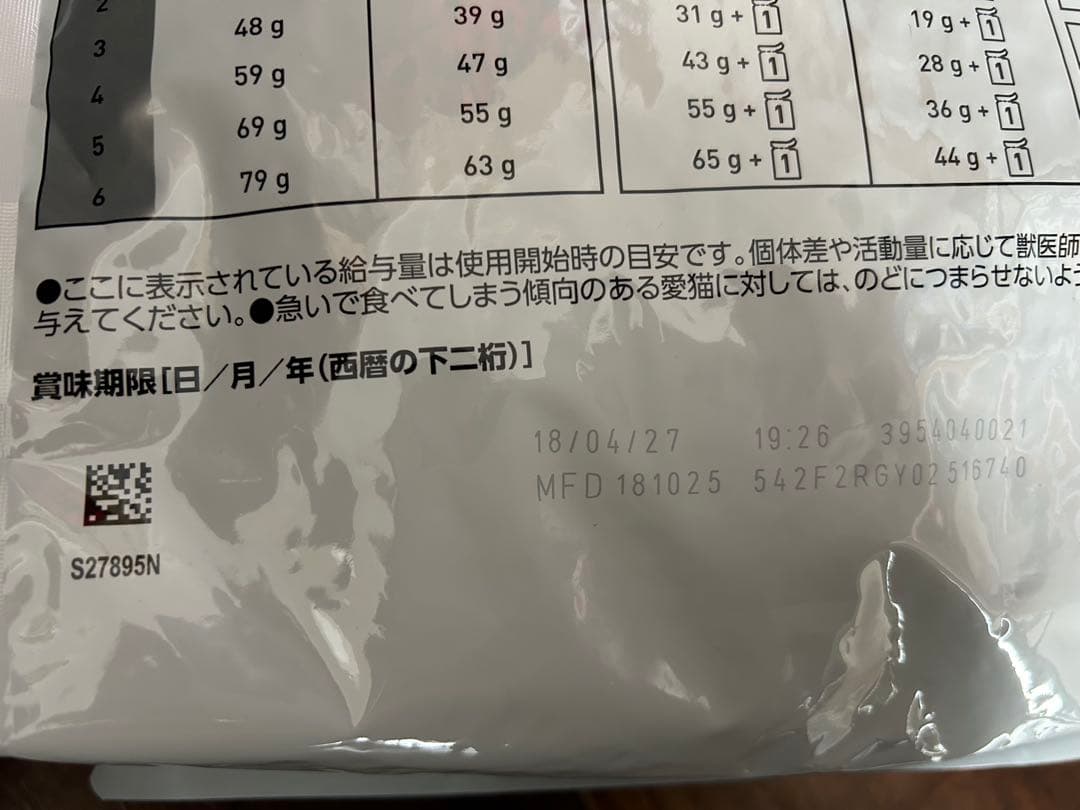 2
48 g 39 g 31 g + 1 19 g + 1
3
59 g 47 g 43 g + 1 28 g + 1
4
69 g 55 g 55 g + 1 36 g + 1
5
79 g 63 g 65 g + 1 44 g + 1
6
●ここに表示されている給与量は使用開始時の目安です。個体差や活動量に応じて獣医師
与えてください。●急いで食べてしまう傾向のある愛猫に対しては、のどにつまらせないよう
賞味期限[日/月/年(西暦の下二桁)]
18/04/27 19:26 3954040021
MFD 181025 542F2RGY02 516740
S27895N